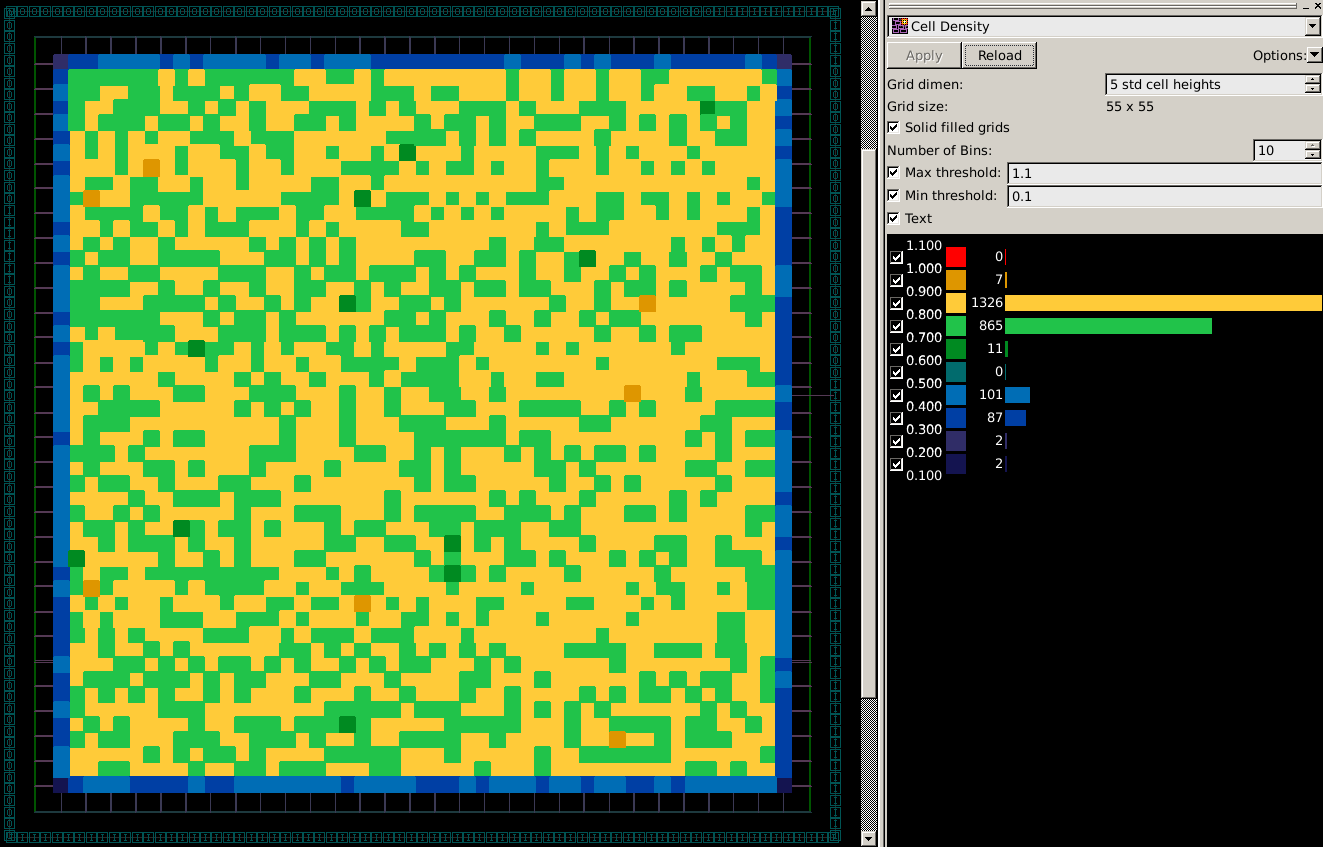 Cell Density
Apply
Reload
Options:
Grid dimen:
5 std cell heights
Grid size:
55 x 55
Solid filled grids
Number of Bins:
10
Max threshold:
1.1
Min threshold:
0.1
Text
1.100
0
1.000
7
0.900
1326
0.800
865
0.700
11
0.600
0
0.500
101
0.400
87
0.300
2
0.200
2
0.100